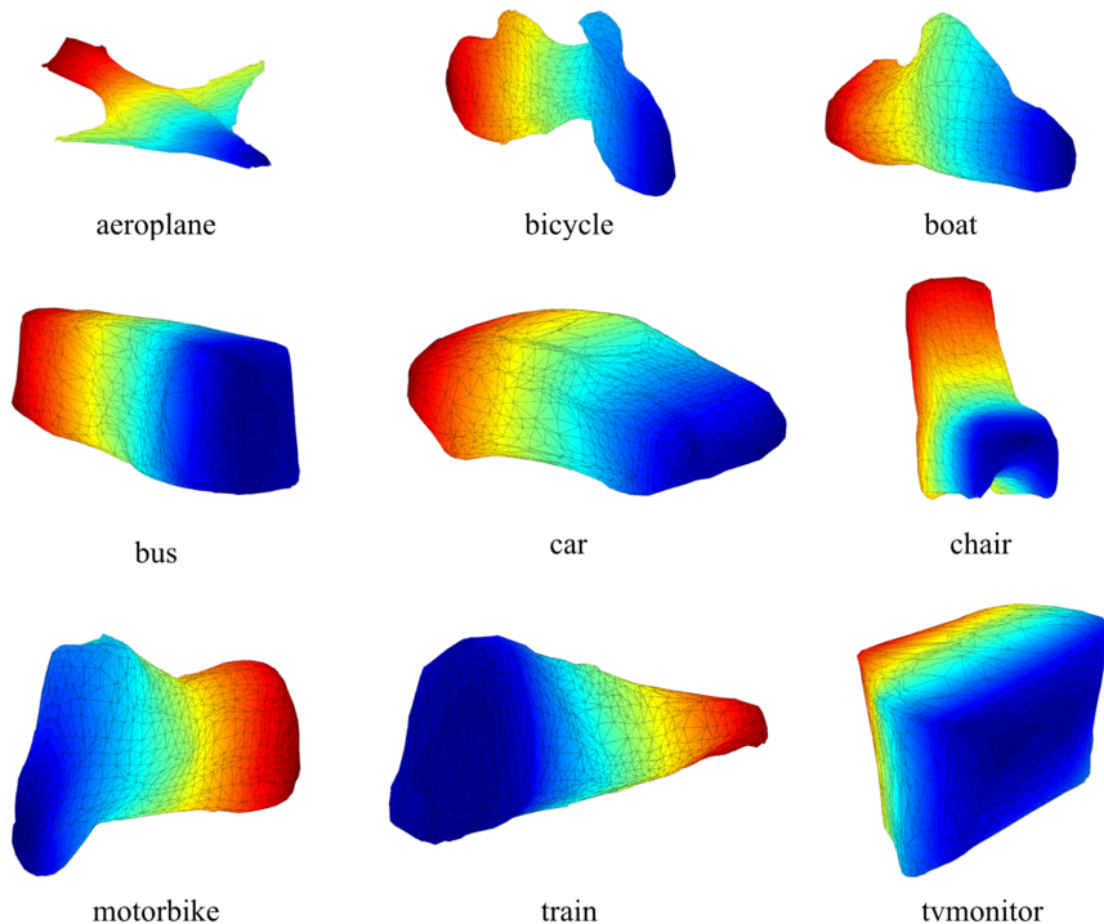 aeroplane
bicycle
boat
bus
car
chair
motorbike
train
tvmonitor